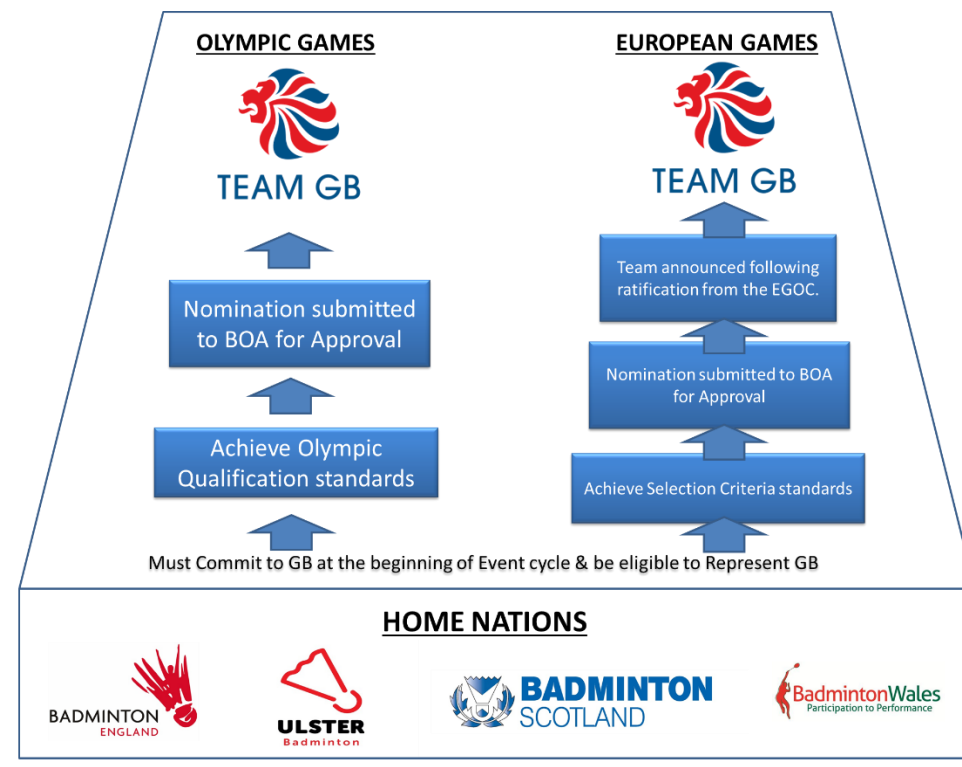 OLYMPIC GAMES
TEAM GB
Nomination submitted
to BOA for Approval
Achieve Olympic
Qualification standards
EUROPEAN GAMES
TEAM GB
Team announced following
ratification from the EGOC.
Nomination submitted to BOA
for Approval
Achieve Selection Criteria standards
Must Commit to GB at the beginning of Event cycle & be eligible to Represent GB
HOME NATIONS
BADMINTON
ENGLAND
ULSTER
Badminton
BADMINTON
SCOTLAND
BadmintonWales
Participation to Performance